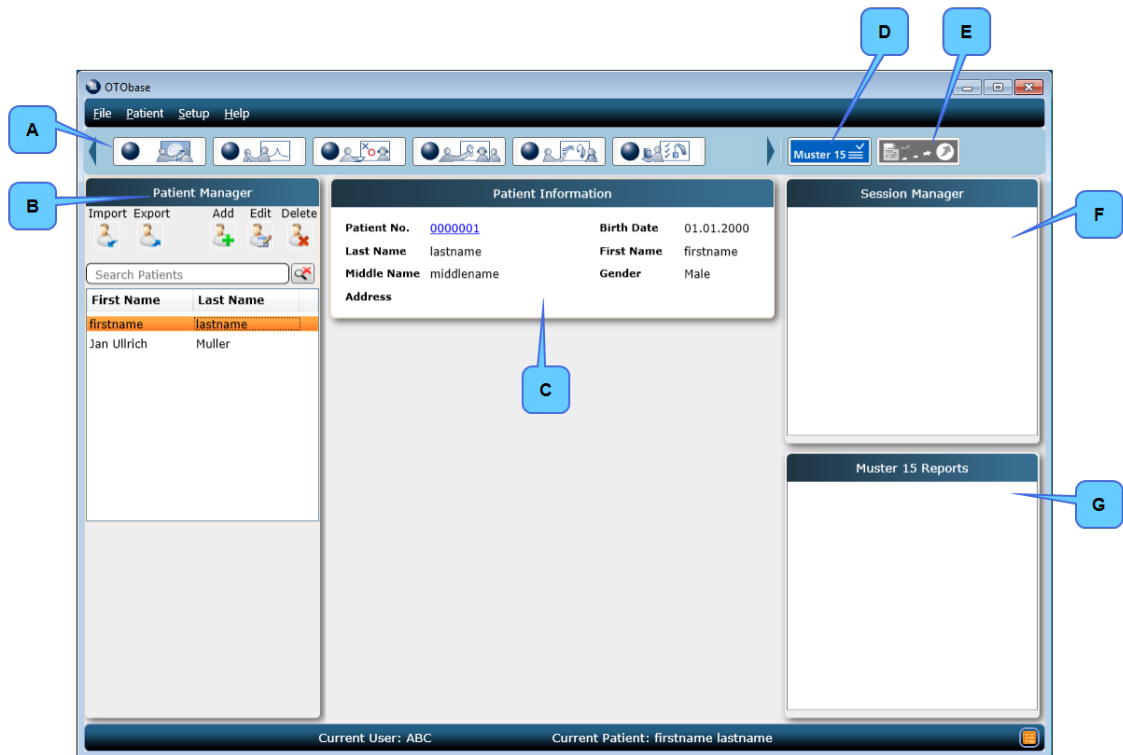 D
E
OTObase
A
File Patient Setup Help
Muster 15
B
Patient Manager
Import Export Add Edit Delete
Search Patients
First Name Last Name
firstname lastname
Jan Ullrich Muller
Patient Information
Patient No. 0000001 Birth Date 01.01.2000
Last Name lastname First Name firstname
Middle Name middlename Gender Male
Address
C
Session Manager
F
Muster 15 Reports
G
Current User: ABC Current Patient: firstname lastname